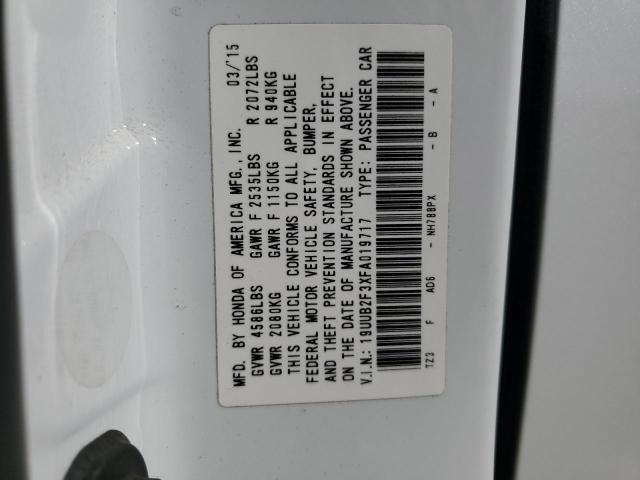 MFD. BY HONDA OF AMERICA MFG., INC. 03/'15
GVWR 4586LBS GAWR F 2535LBS R 2072LBS
GVWR 2080KG GAWR F 1150KG R 940KG
THIS VEHICLE CONFORMS TO ALL APPLICABLE
FEDERAL MOTOR VEHICLE SAFETY, BUMPER,
AND THEFT PREVENTION STANDARDS IN EFFECT
ON THE DATE OF MANUFACTURE SHOWN ABOVE.
V.I.N.: 19UUB2F3XFA019717 TYPE: PASSENGER CAR
TZ3 F AD6 - NH788PX - B - A